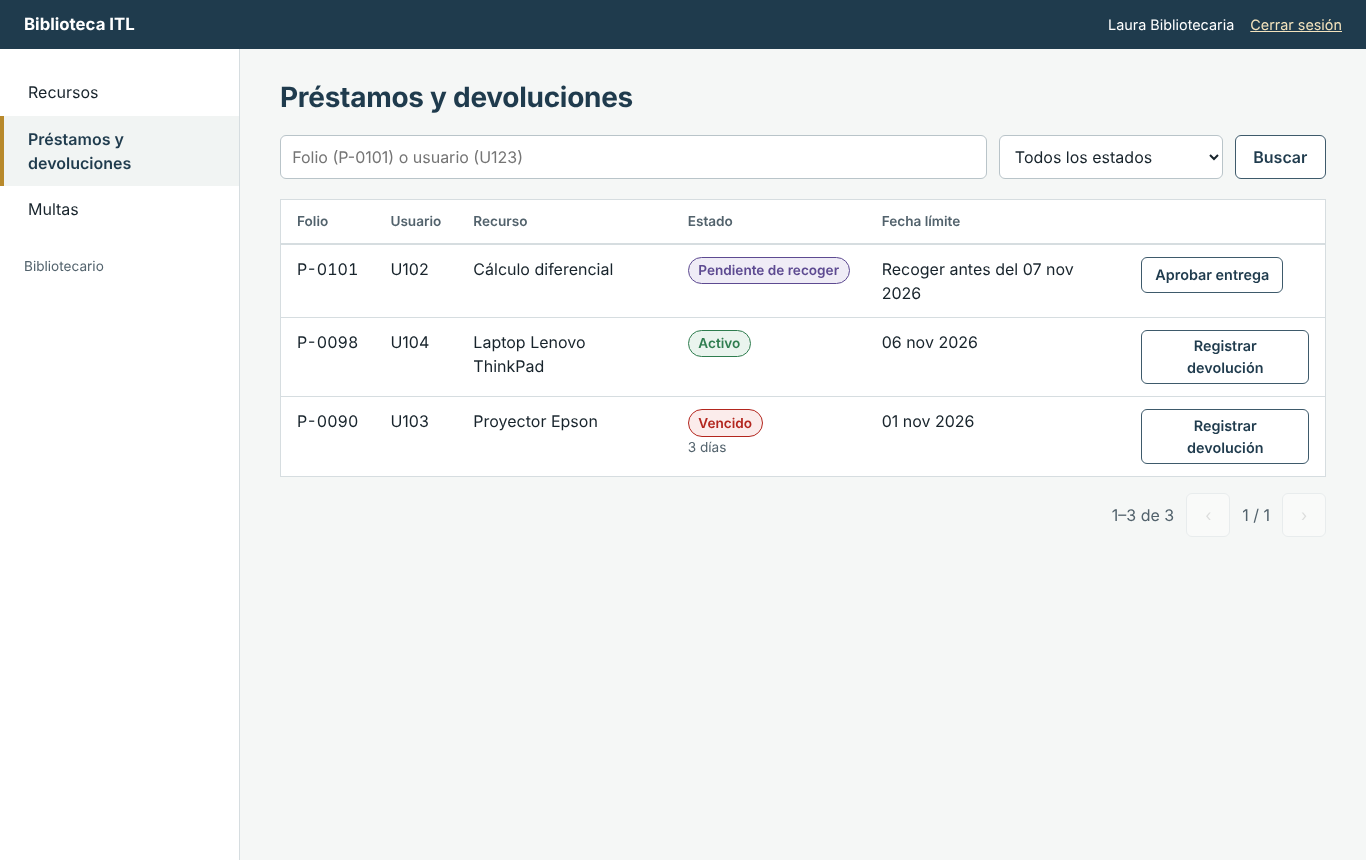 Biblioteca ITL
Laura Bibliotecaria
Cerrar sesión
Recursos
Préstamos y
devoluciones
Multas
Bibliotecario
Préstamos y devoluciones
Folio (P-0101) o usuario (U123)
Todos los estados
Buscar
Folio Usuario Recurso Estado Fecha límite
P-0101 U102 Cálculo diferencial Pendiente de recoger Recoger antes del 07 nov
2026
Aprobar entrega
P-0098 U104 Laptop Lenovo
ThinkPad
Activo
06 nov 2026
Registrar
devolución
P-0090 U103 Proyector Epson Vencido
3 días
01 nov 2026
Registrar
devolución
1–3 de 3 ‹ 1 / 1 ›